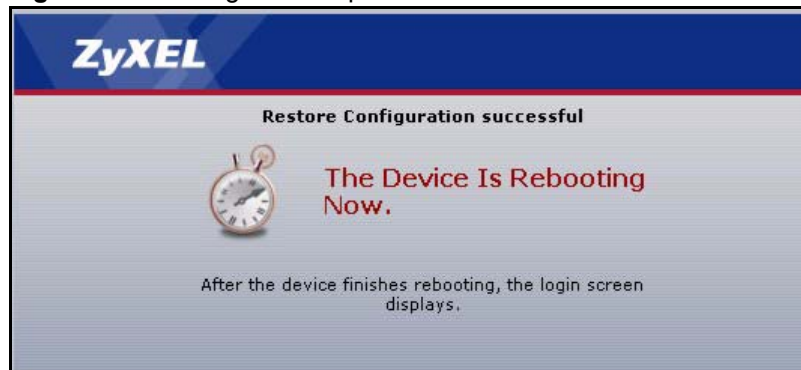 ZyXEL
Restore Configuration successful
The Device Is Rebooting
Now.
After the device finishes rebooting, the login screen
displays.